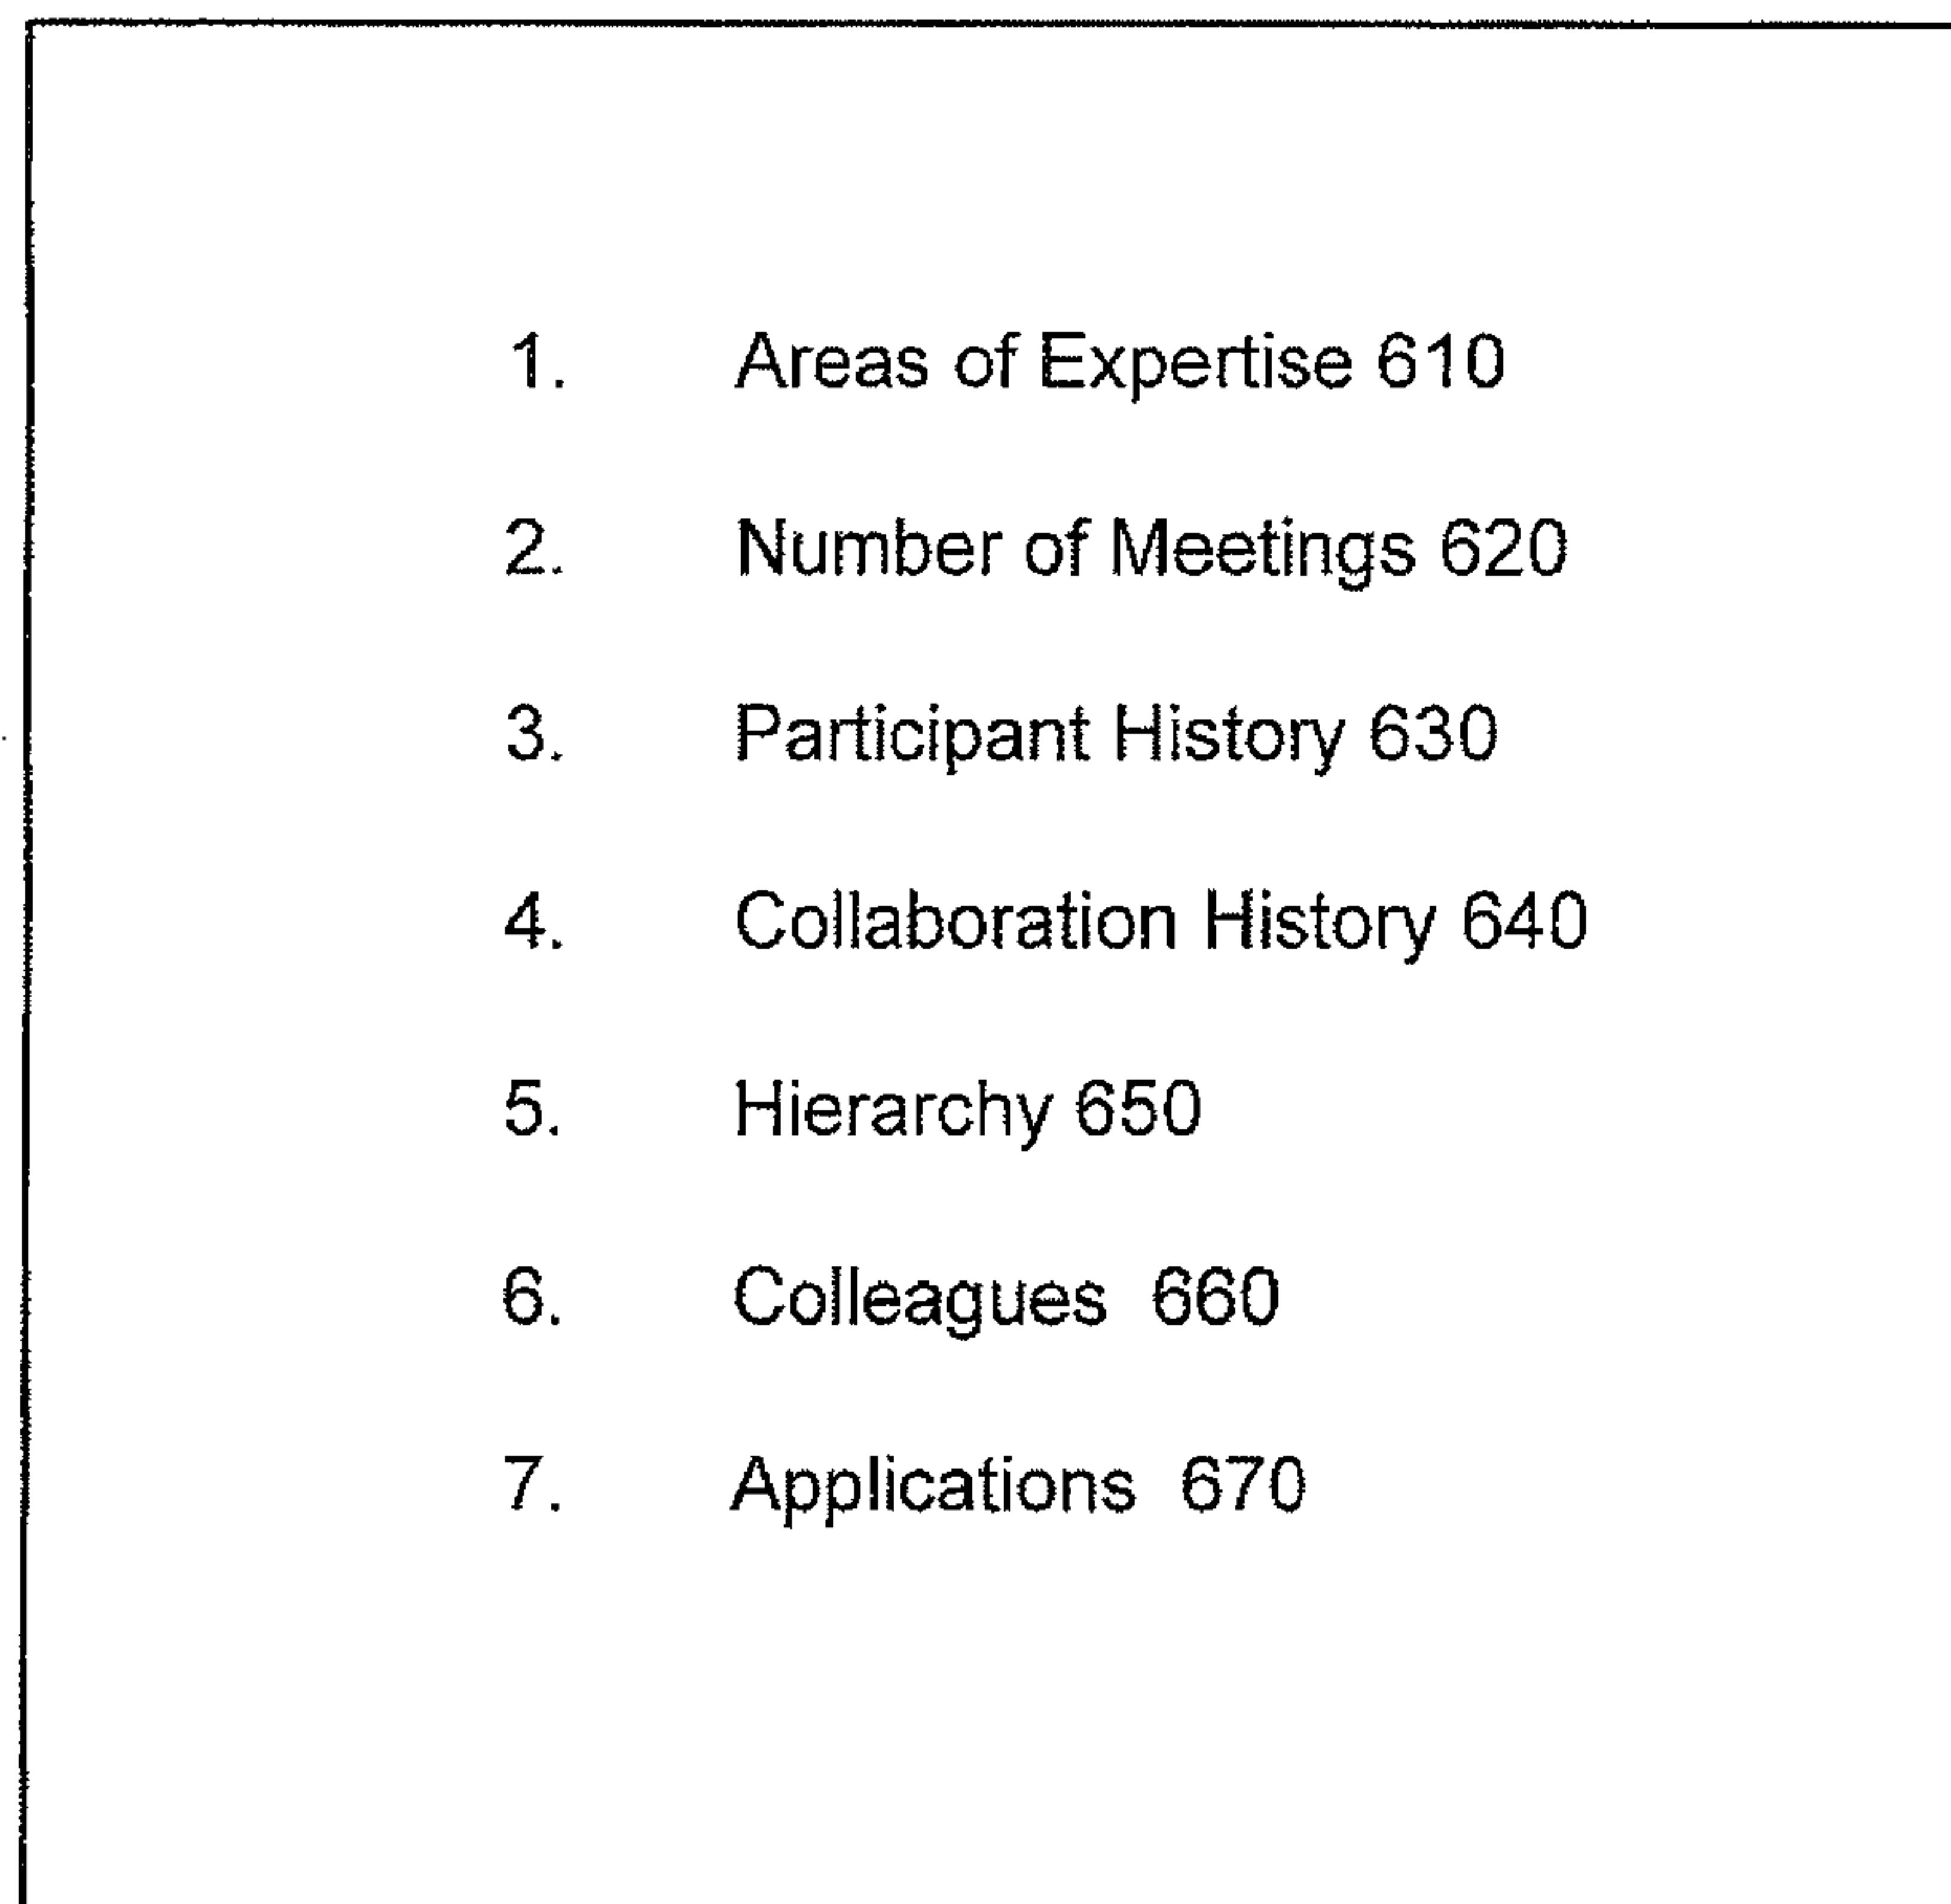 1. Areas of Expertise 610
2. Number of Meetings 620
3. Participant History 630
4. Collaboration History 640
5. Hierarchy 650
6. Colleagues 660
7. Applications 670